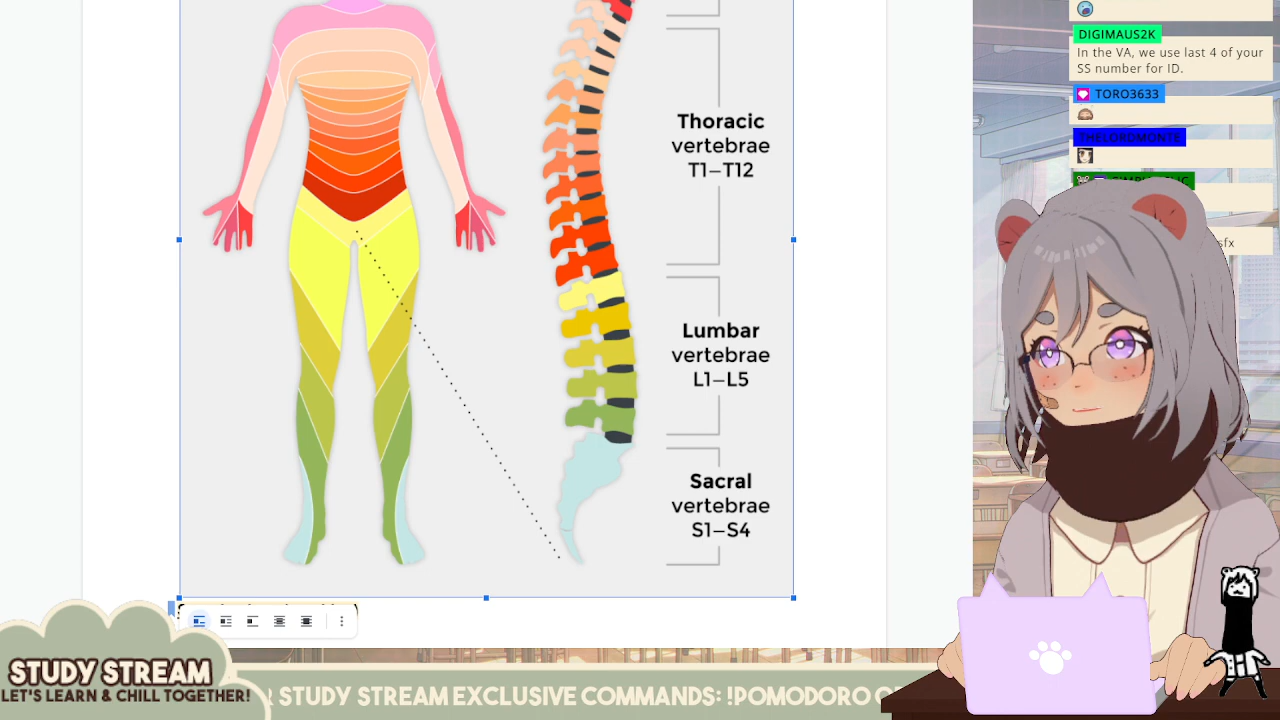 Thoracic
vertebrae
T1–T12
Lumbar
vertebrae
L1–L5
Sacral
vertebrae
S1–S4
DIGIMAUS2K
In the VA, we use last 4 of your
SS number for ID.
TORO3633
THELORDMONTE
sfx
STUDY STREAM
LET'S LEARN & CHILL TOGETHER!
STUDY STREAM EXCLUSIVE COMMANDS: !POMODORO